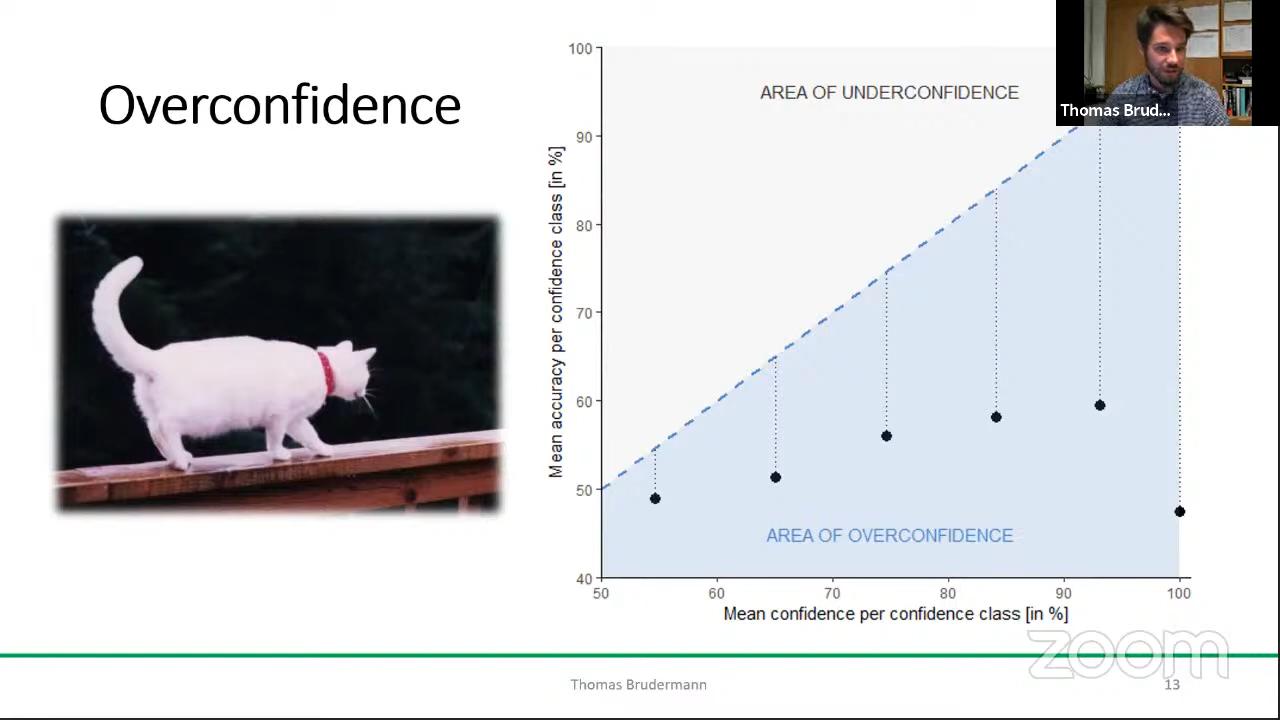 Overconfidence
AREA OF UNDERCONFIDENCE
Thomas Brud...
Mean accuracy per confidence class [in %]
100
90
80
70
60
50
40
AREA OF OVERCONFIDENCE
50 60 70 80 90 100
Mean confidence per confidence class [in %]
zoom
Thomas Brudermann
13